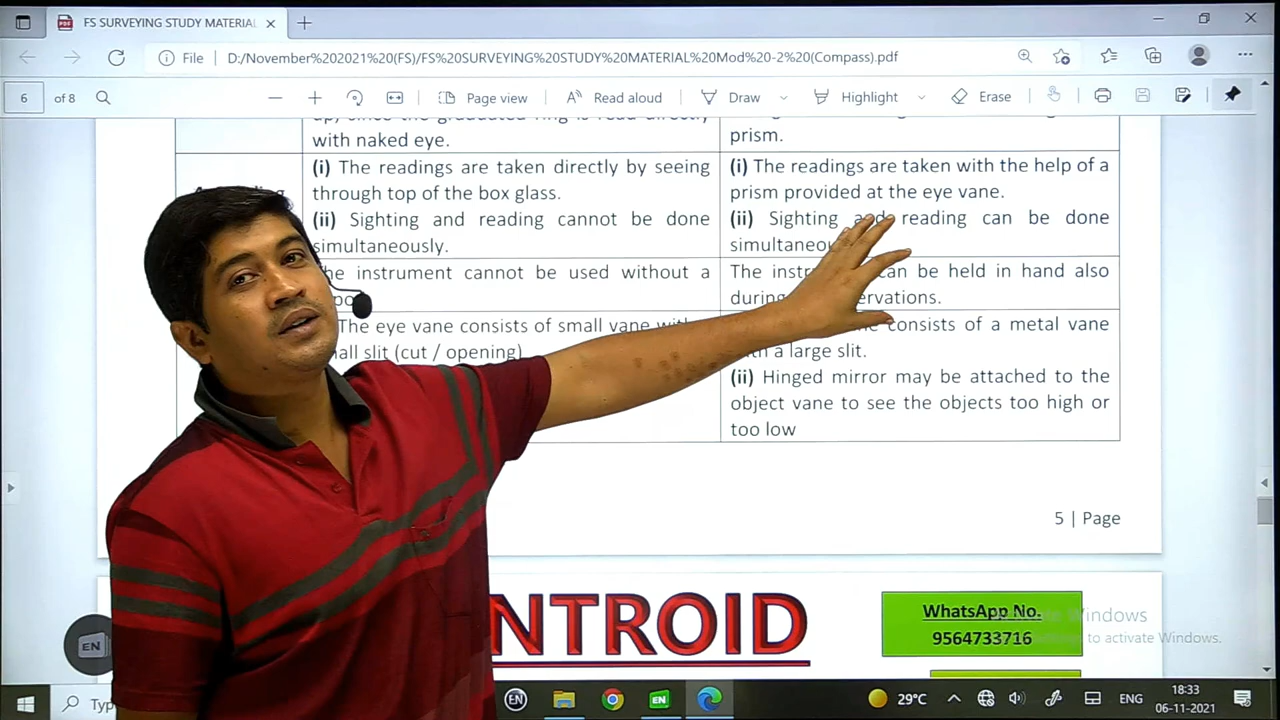 FS SURVEYING STUDY MATERIAL
File
D:/November%202021%20(FS)/FS%20SURVEYING%20STUDY%20MATERIAL%20Mod%20-2%20(Compass).pdf
6 of 8
Page view
Read aloud
Draw
Highlight
Erase
with naked eye.
prism.
(i) The readings are taken directly by seeing
through top of the box glass.
(ii) Sighting and reading cannot be done
simultaneously.
(i) The readings are taken with the help of a
prism provided at the eye vane.
(ii) Sighting and reading can be done
The instrument cannot be used without a
can be held in hand also
The eye vane consists of small vane
slit (cut / opening)
consists of a metal vane
a large slit.
(ii) Hinged mirror may be attached to the
object vane to see the objects too high or
too low
5 | Page
NTROID
WhatsApp No.
9564733716
Windows
to activate Windows.
EN
Typ
EN
EN
29°C
ENG
18:33
06-11-2021